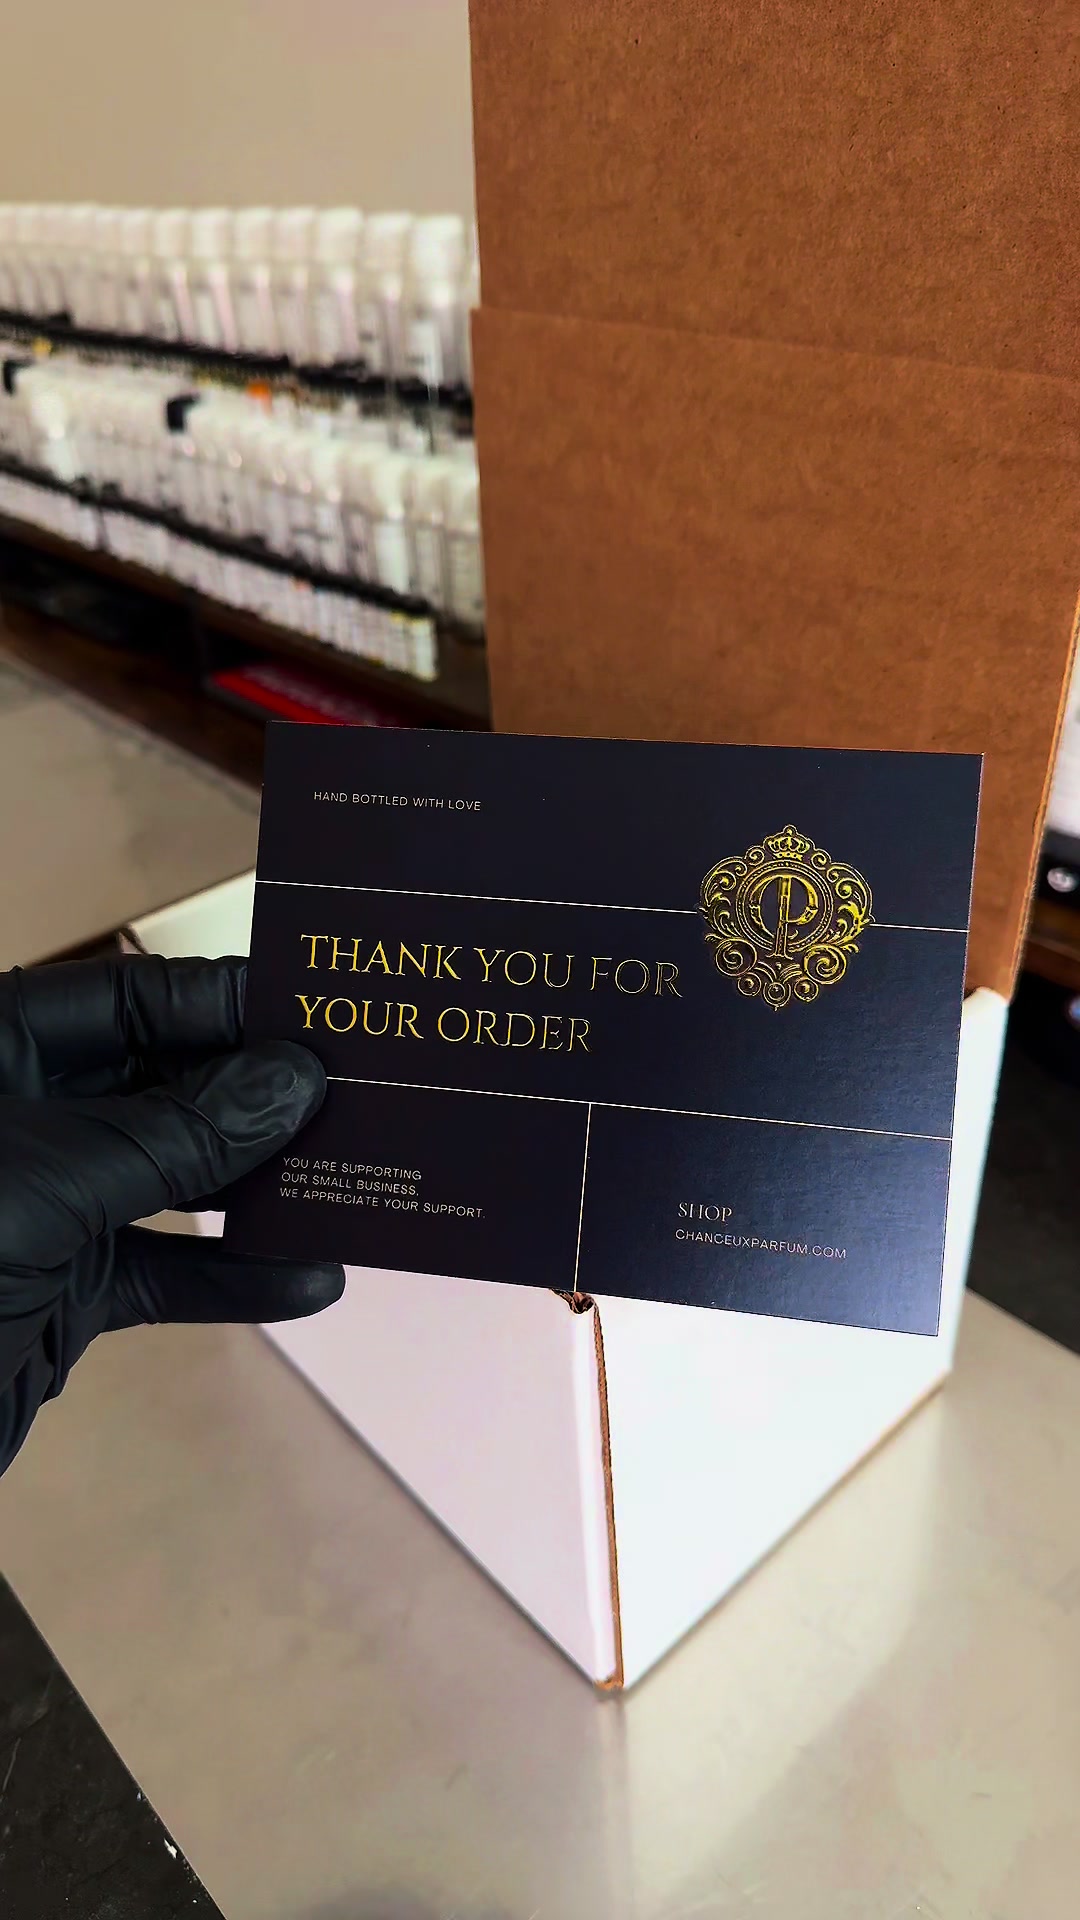 HAND BOTTLED WITH LOVE
THANK YOU FOR
YOUR ORDER
YOU ARE SUPPORTING
OUR SMALL BUSINESS.
WE APPRECIATE YOUR SUPPORT.
SHOP
CHANCEUXPARFUM.COM